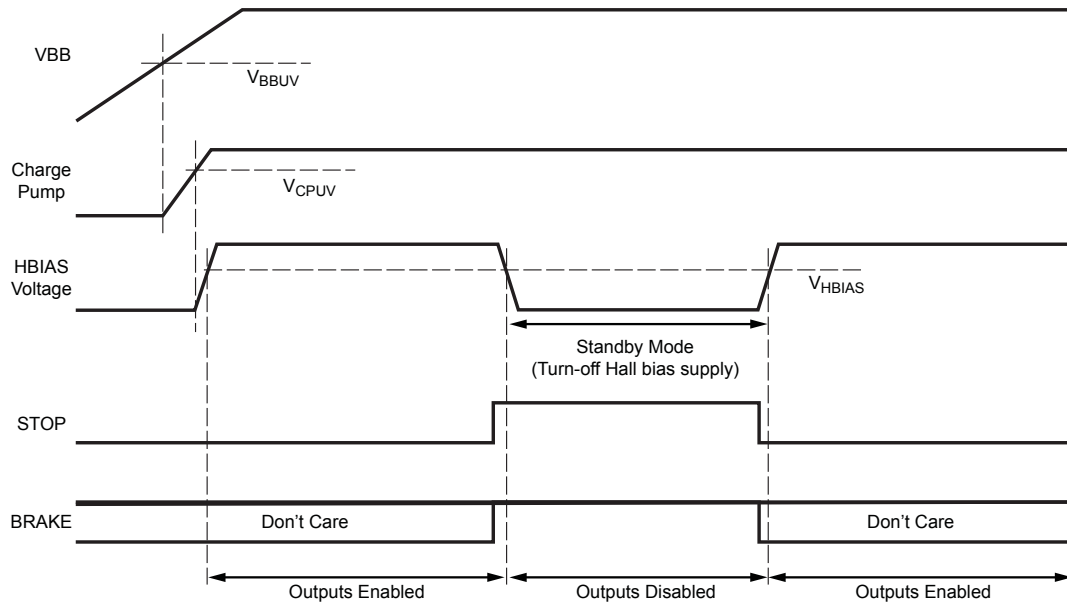 VBB
VBBUV
Charge
Pump
VCPUV
HBIAS
Voltage
VHBIAS
Standby Mode
(Turn-off Hall bias supply)
STOP
BRAKE
Don’t Care
Don’t Care
Outputs Enabled
Outputs Disabled
Outputs Enabled